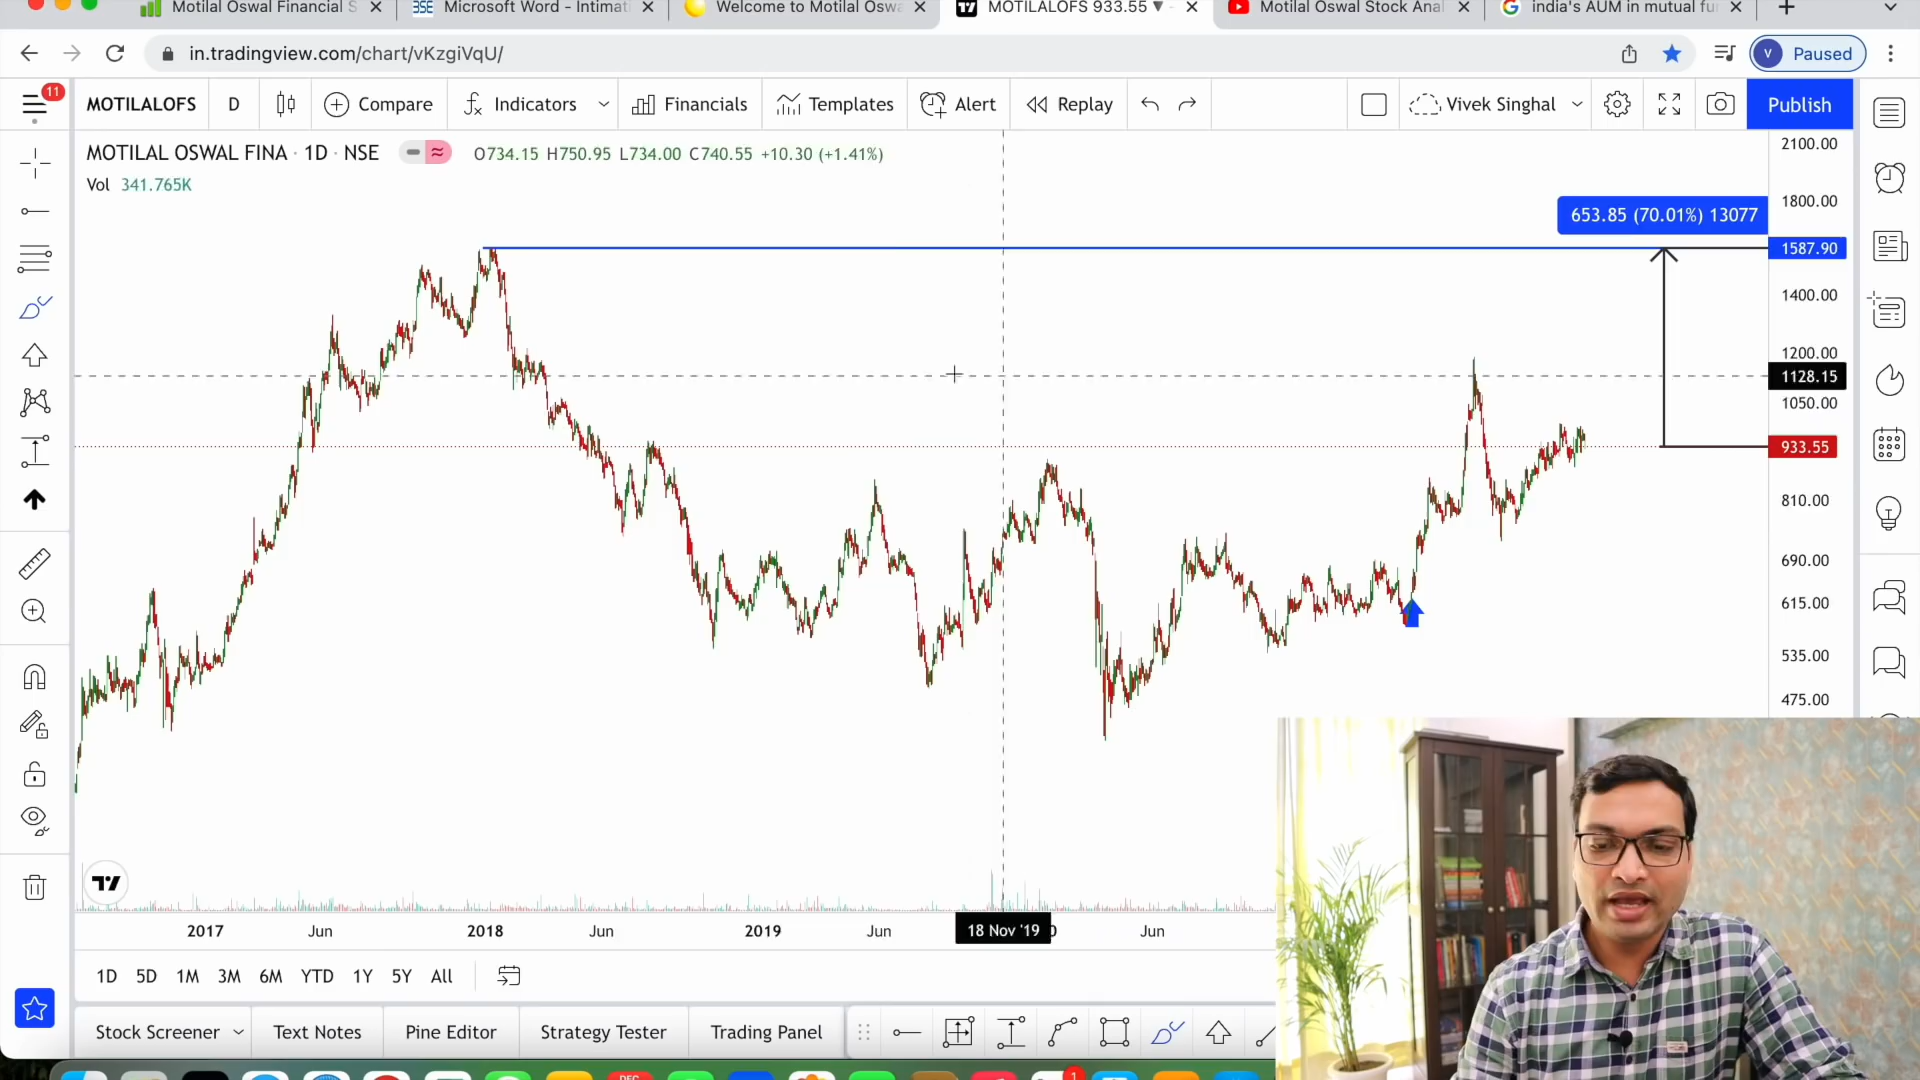 Motilal Oswal Financial S
BSE Microsoft Word - Intimati
Welcome to Motilal Oswa
MOTILALOFS 933.55 ▼
Motilal Oswal Stock Anal
india's AUM in mutual fu
in.tradingview.com/chart/vKzgiVqU/
V Paused
11
MOTILALOFS D Compare Indicators Financials Templates Alert Replay Vivek Singhal Publish
MOTILAL OSWAL FINA · 1D · NSE O734.15 H750.95 L734.00 C740.55 +10.30 (+1.41%)
Vol 341.765K
2100.00
1800.00
653.85 (70.01%) 13077
1587.90
1400.00
1200.00
1128.15
1050.00
933.55
810.00
690.00
615.00
535.00
475.00
2017 Jun 2018 Jun 2019 Jun 18 Nov '19 Jun
1D 5D 1M 3M 6M YTD 1Y 5Y All
Stock Screener Text Notes Pine Editor Strategy Tester Trading Panel
DEC
1